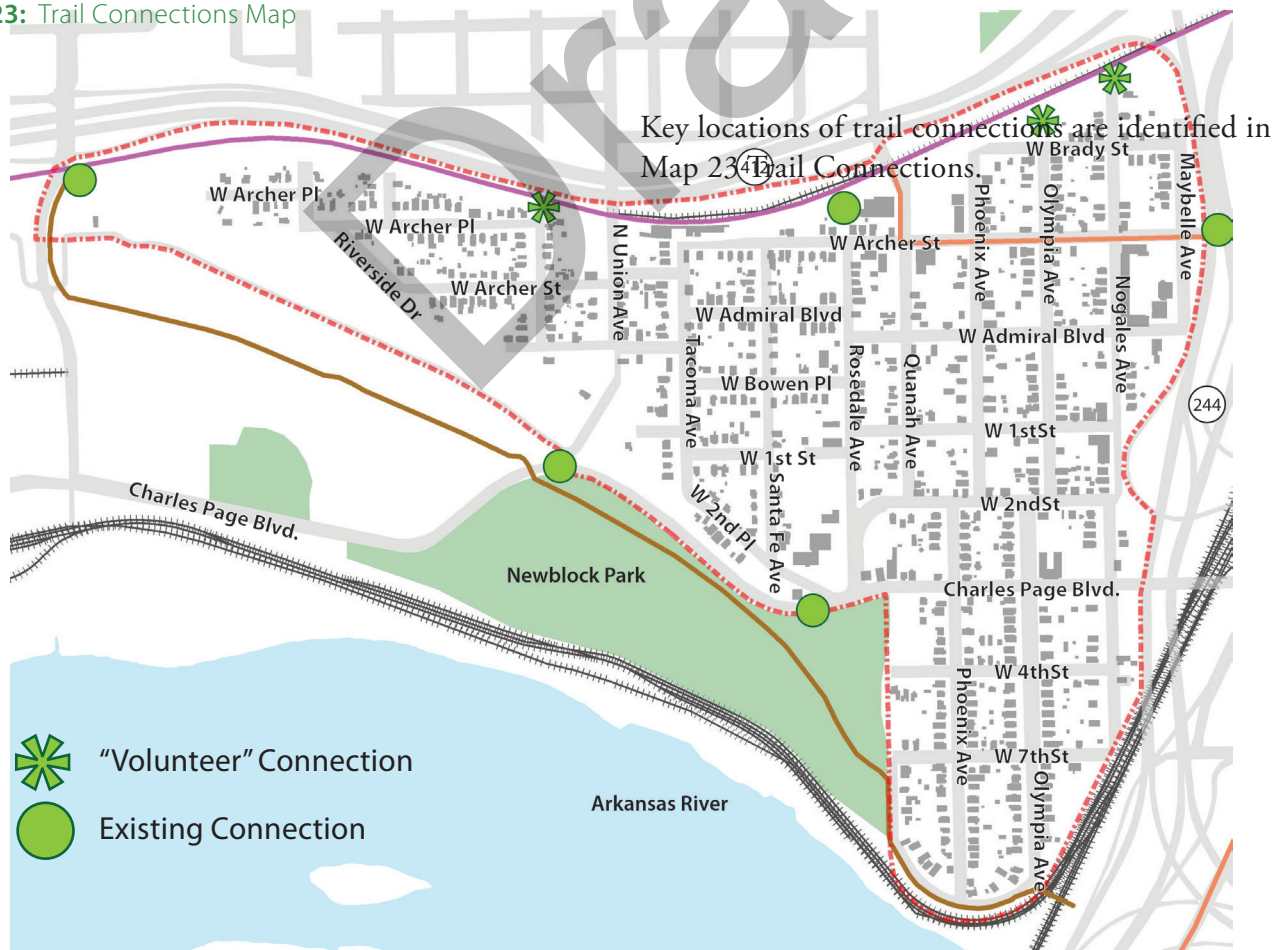 23: Trail Connections Map
Dra
Key locations of trail connections are identified in
Map 23 Trail Connections.
412
W Brady St
W Archer Pl
W Archer Pl
Riverside Dr
W Archer St
N Union Ave
W Archer St
Phoenix Ave
Olympia Ave
Maybelle Ave
Nogales Ave
W Admiral Blvd
W Admiral Blvd
Tacoma Ave
W Bowen Pl
Rosedale Ave
Quanah Ave
244
W 1stSt
W 1st St
W 2nd Pl
Santa Fe Ave
W 2ndSt
Charles Page Blvd.
Newblock Park
Charles Page Blvd.
W 4thSt
Phoenix Ave
W 7thSt
Olympia Ave
Arkansas River
"Volunteer" Connection
Existing Connection